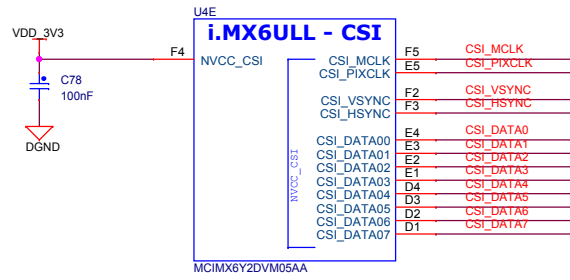 U4E
i.MX6ULL - CSI
VDD_3V3
F4 NVCC_CSI
C78
100nF
DGND
NVCC_CSI
CSI_MCLK F5 CSI_MCLK
CSI_PIXCLK E5 CSI_PIXCLK
CSI_VSYNC F2 CSI_VSYNC
CSI_HSYNC F3 CSI_HSYNC
CSI_DATA00 E4 CSI_DATA0
CSI_DATA01 E3 CSI_DATA1
CSI_DATA02 E2 CSI_DATA2
CSI_DATA03 E1 CSI_DATA3
CSI_DATA04 D4 CSI_DATA4
CSI_DATA05 D3 CSI_DATA5
CSI_DATA06 D2 CSI_DATA6
CSI_DATA07 D1 CSI_DATA7
MCIMX6Y2DVM05AA